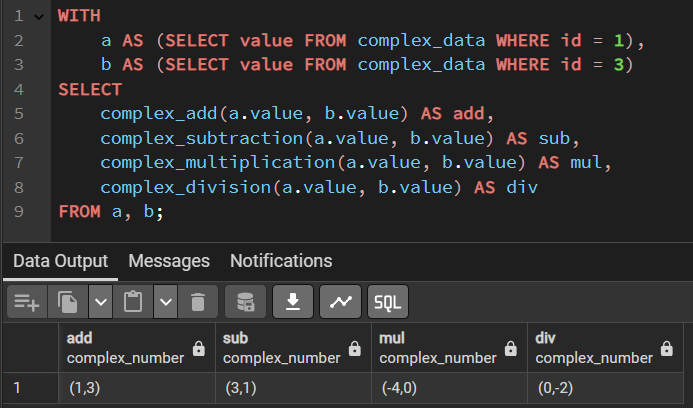 1 WITH
2 a AS (SELECT value FROM complex_data WHERE id = 1),
3 b AS (SELECT value FROM complex_data WHERE id = 3)
4 SELECT
5 complex_add(a.value, b.value) AS add,
6 complex_subtraction(a.value, b.value) AS sub,
7 complex_multiplication(a.value, b.value) AS mul,
8 complex_division(a.value, b.value) AS div
9 FROM a, b;
Data Output Messages Notifications
SQL
add sub mul div
complex_number complex_number complex_number complex_number
1 (1,3) (3,1) (-4,0) (0,-2)